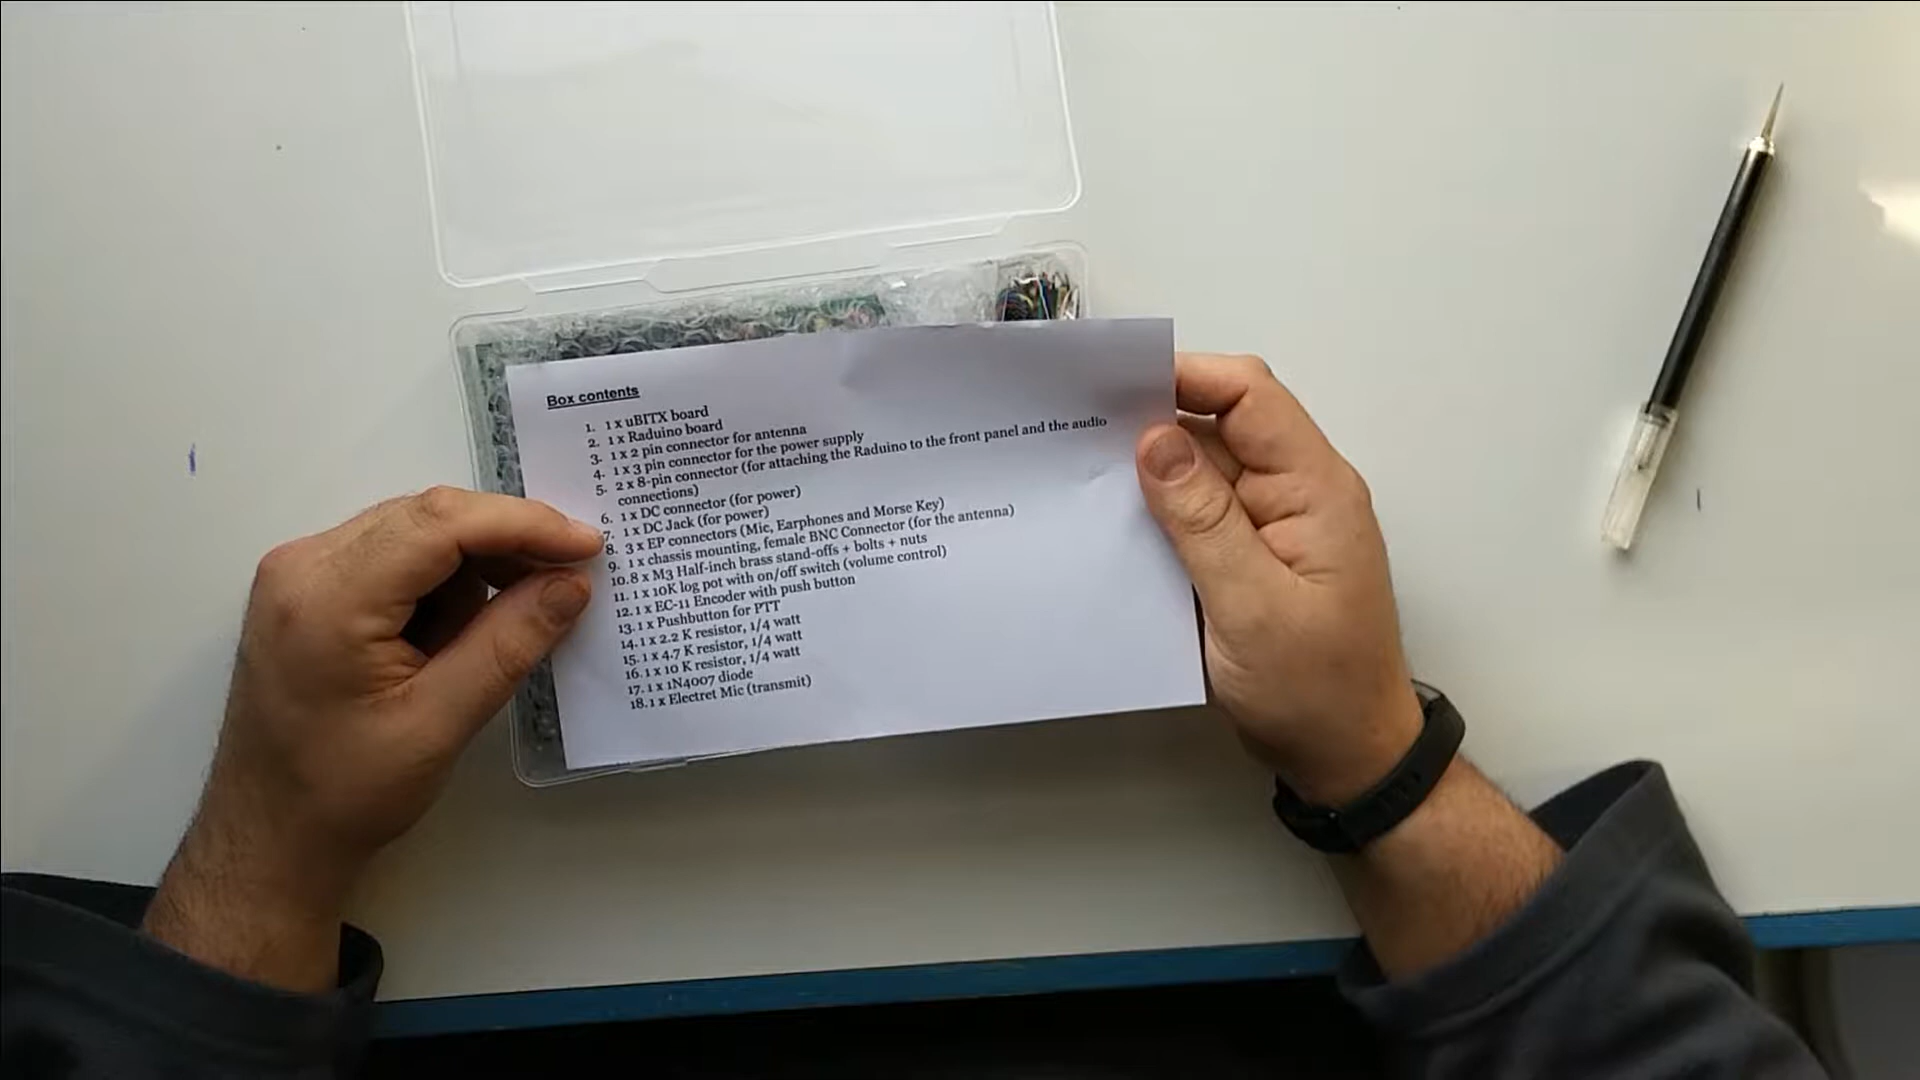 Box contents
1. 1 x uBITX board
2. 1 x Raduino board
3. 1 x 2 pin connector for antenna
4. 1 x 3 pin connector for the power supply
5. 2 x 8-pin connector (for attaching the Raduino to the front panel and the audio
connections)
6. 1 x DC connector (for power)
7. 1 x DC Jack (for power)
8. 3 x EP connectors (Mic, Earphones and Morse Key)
9. 1 x chassis mounting, female BNC Connector (for the antenna)
10. 8 x M3 Half-inch brass stand-offs + bolts + nuts
11. 1 x 10K log pot with on/off switch (volume control)
12. 1 x EC-11 Encoder with push button
13. 1 x Pushbutton for PTT
14. 1 x 2.2 K resistor, 1/4 watt
15. 1 x 4.7 K resistor, 1/4 watt
16. 1 x 10 K resistor, 1/4 watt
17. 1 x 1N4007 diode
18. 1 x Electret Mic (transmit)